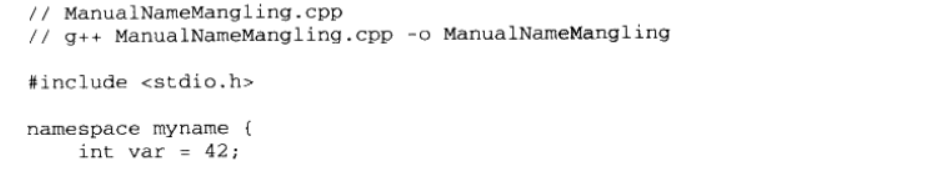 // ManualNameMangling.cpp
// g++ ManualNameMangling.cpp -o ManualNameMangling
#include <stdio.h>
namespace myname {
int var = 42;